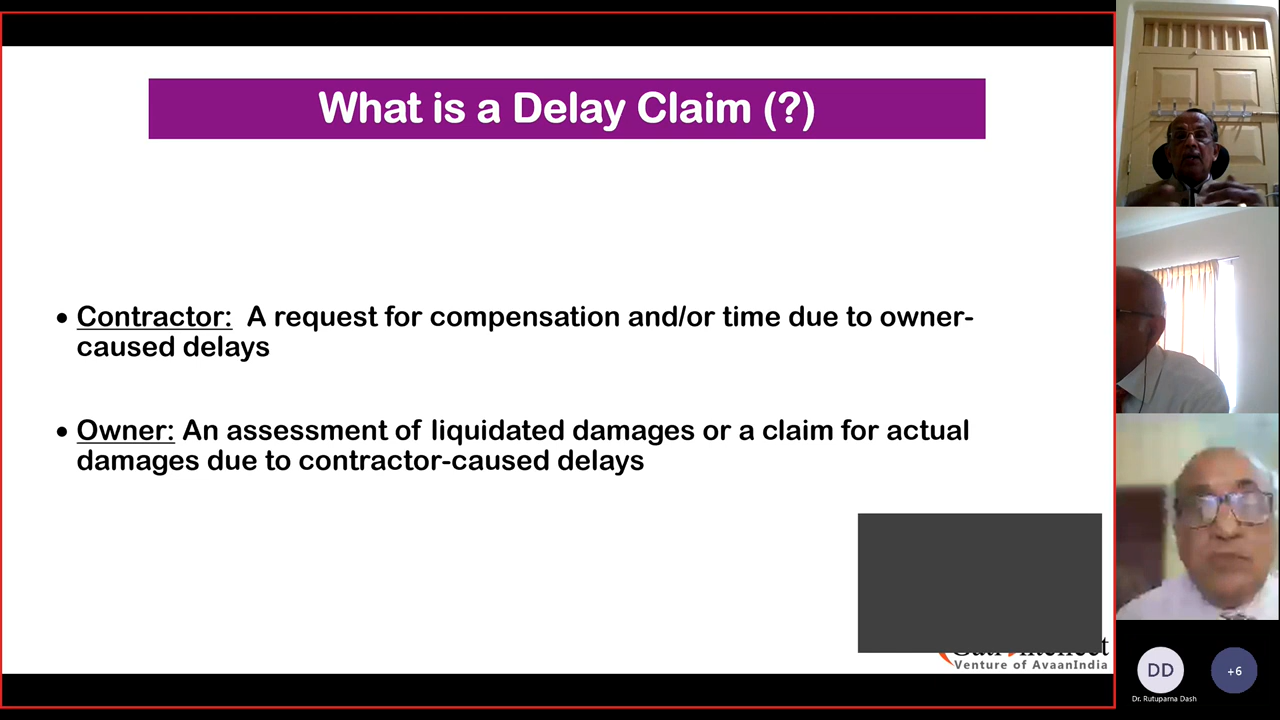 What is a Delay Claim (?)
• Contractor: A request for compensation and/or time due to owner-
caused delays
• Owner: An assessment of liquidated damages or a claim for actual
damages due to contractor-caused delays
Venture of AvaanIndia
DD
+6
Dr. Rutuparna Dash